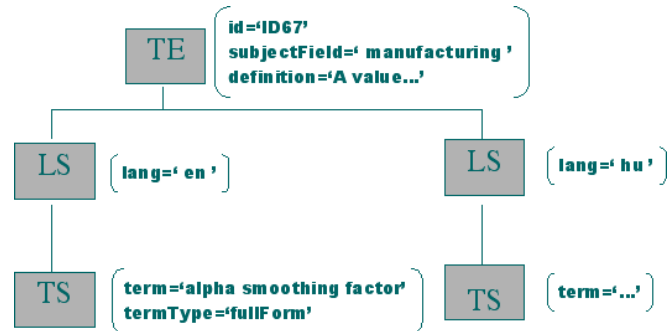 TE
id=‘ID67’
subjectField=‘ manufacturing ’
definition=‘A value...’
LS
lang=‘ en ’
LS
lang=‘ hu ’
TS
term=‘alpha smoothing factor’
termType=‘fullForm’
TS
term=‘...’